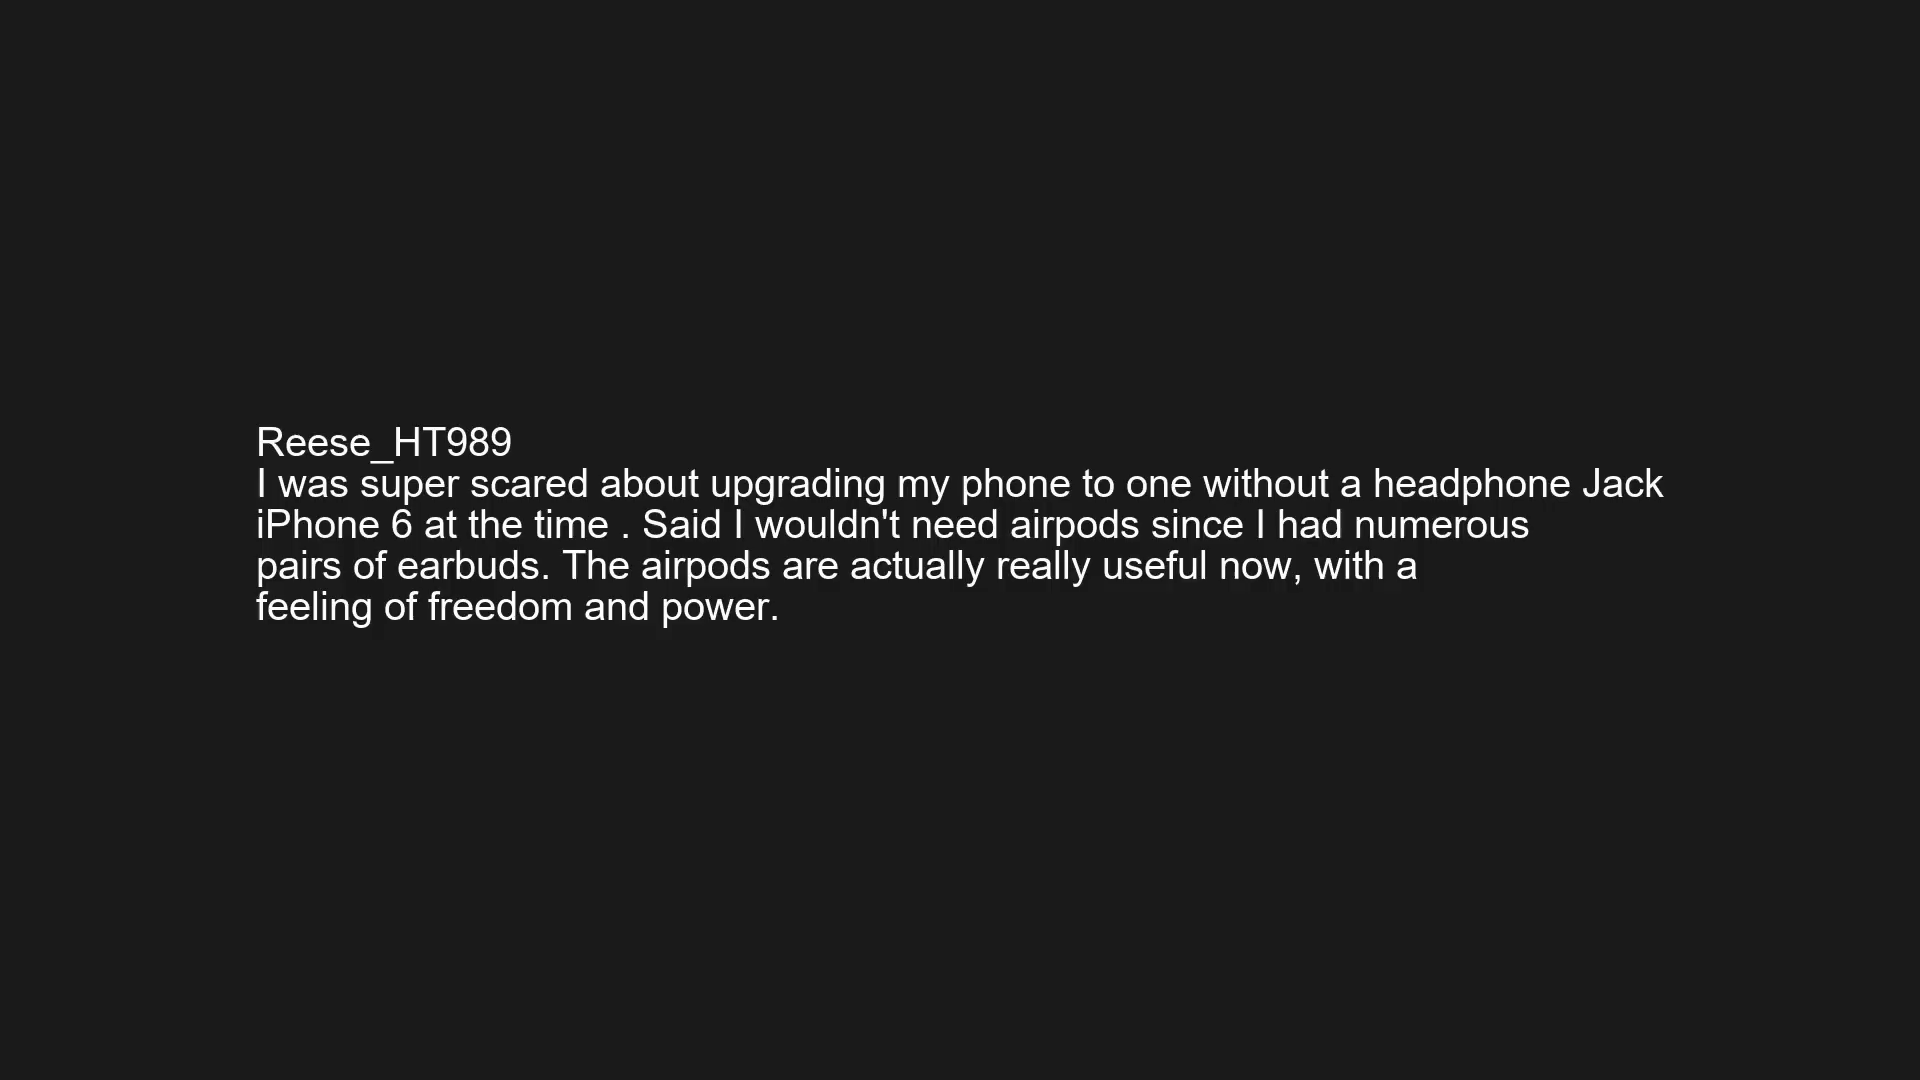 Reese_HT989
I was super scared about upgrading my phone to one without a headphone Jack
iPhone 6 at the time . Said I wouldn't need airpods since I had numerous
pairs of earbuds. The airpods are actually really useful now, with a
feeling of freedom and power.